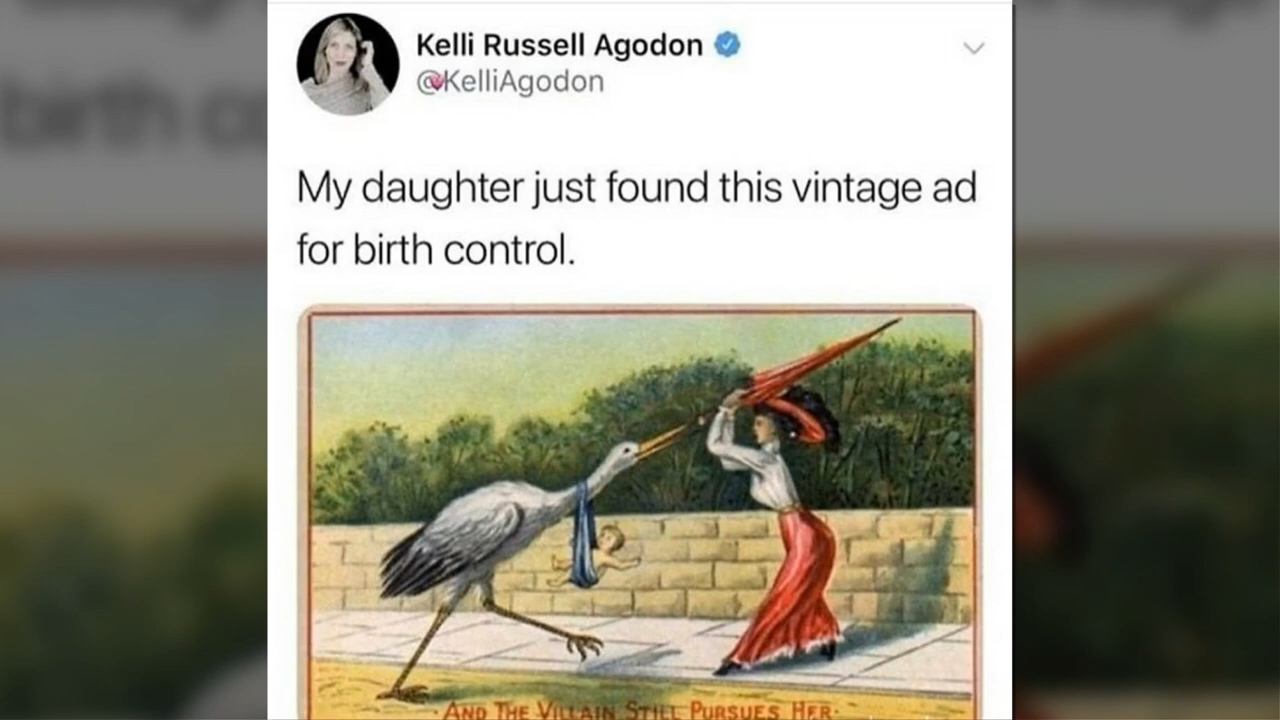 Kelli Russell Agodon
@KelliAgodon
My daughter just found this vintage ad
for birth control.
· AND THE VILLAIN STILL PURSUES HER ·